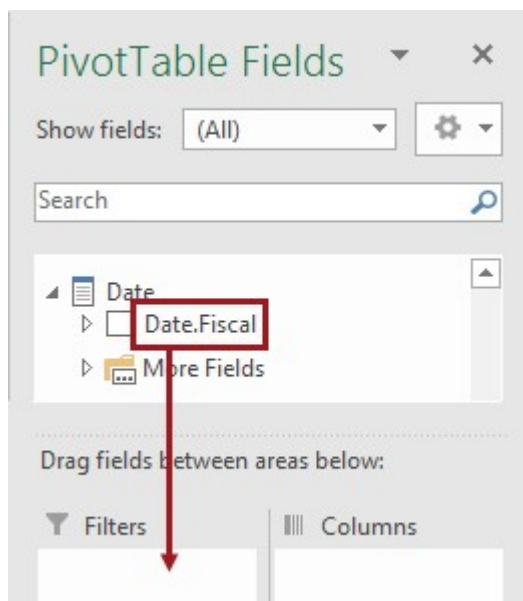 PivotTable Fields
Show fields: (All)
Search
Date
Date.Fiscal
More Fields
Drag fields between areas below:
Filters
Columns